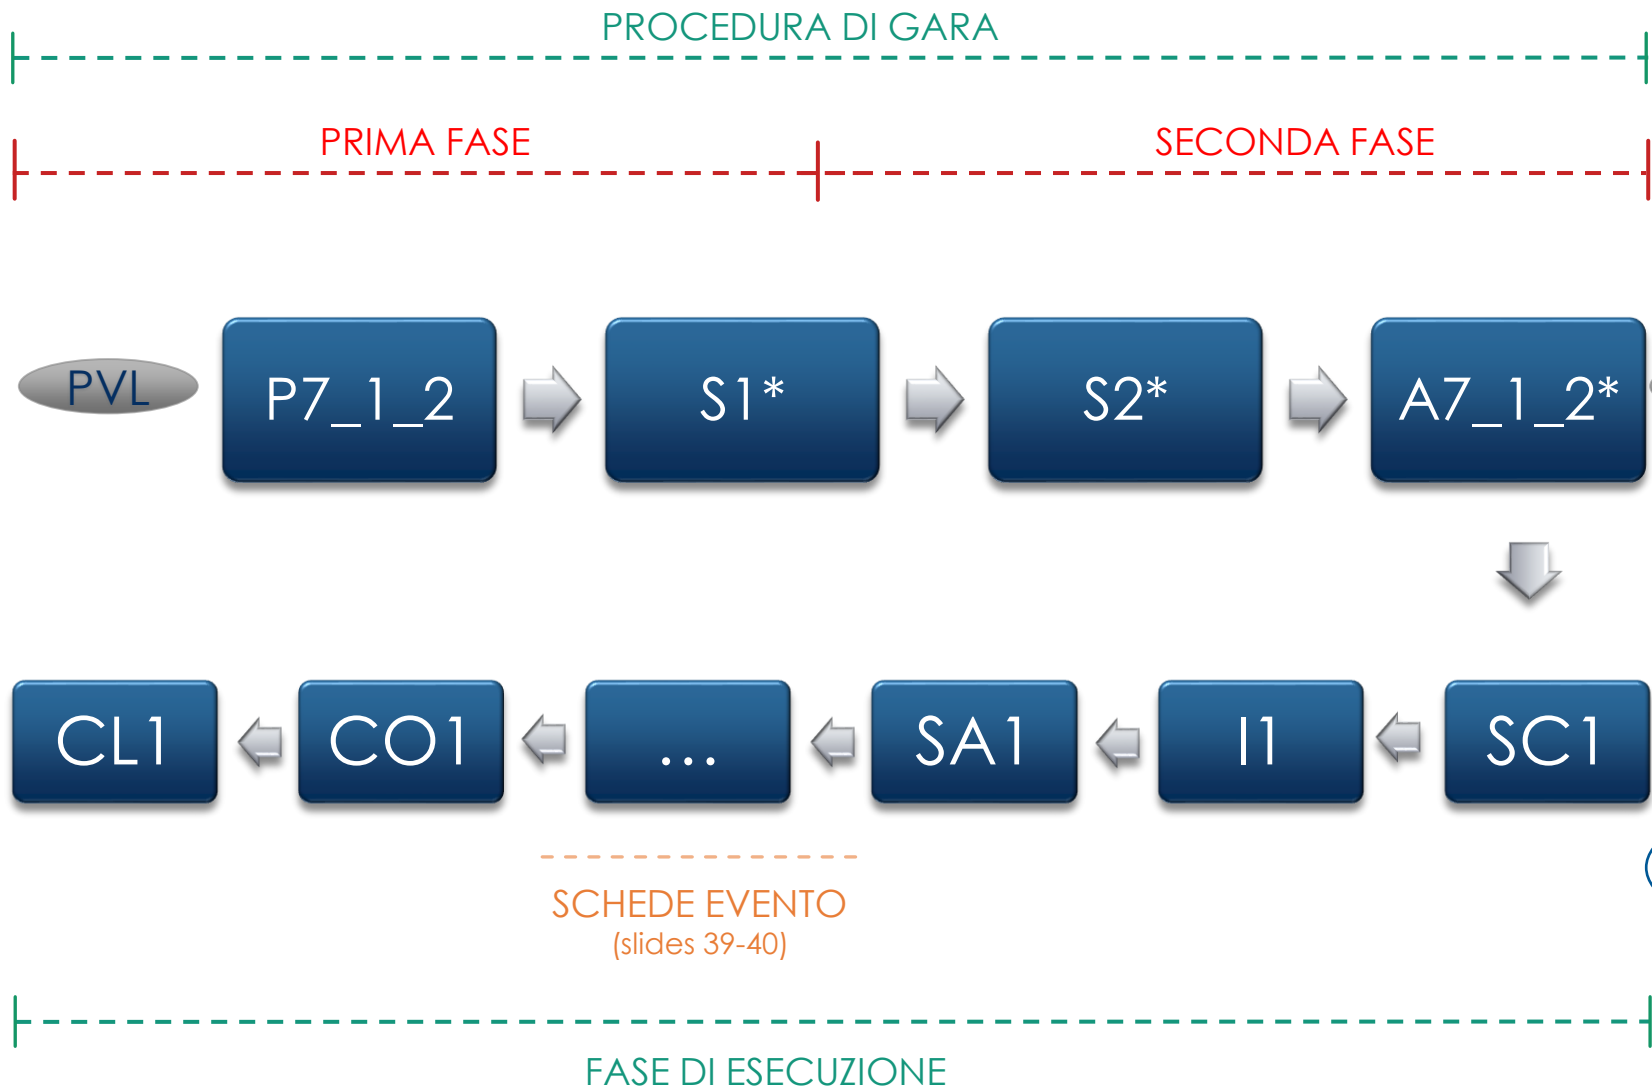 PROCEDURA DI GARA
PRIMA FASE
SECONDA FASE
PVL
P7_1_2
S1*
S2*
A7_1_2*
CL1
CO1
...
SA1
I1
SC1
SCHEDE EVENTO
(slides 39-40)
FASE DI ESECUZIONE